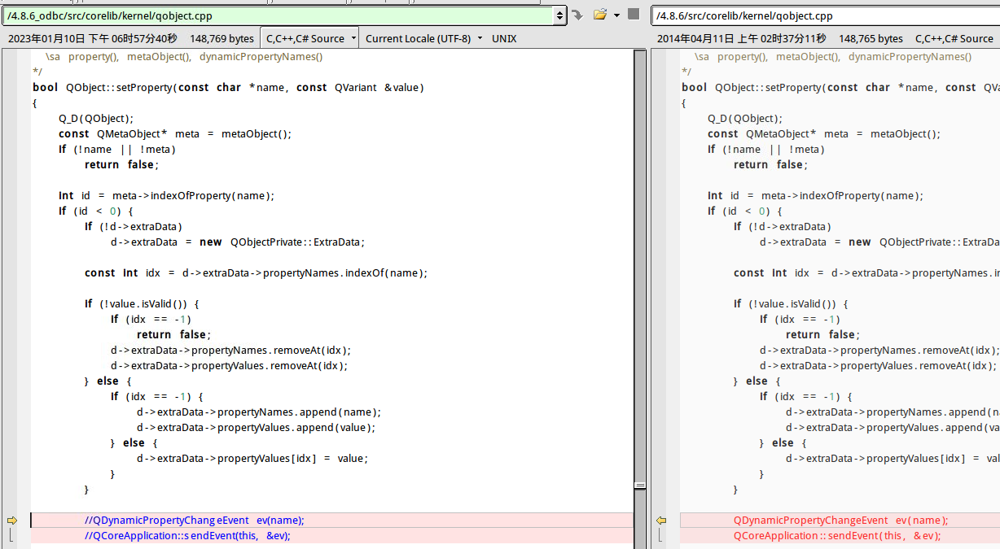 /4.8.6_odbc/src/corelib/kernel/qobject.cpp
2023年01月10日 下午 06时57分40秒 148,769 bytes C,C++,C# Source Current Locale (UTF-8) UNIX
\sa property(), metaObject(), dynamicPropertyNames()
*/
bool QObject::setProperty(const char *name, const QVariant &value)
{
Q_D(QObject);
const QMetaObject* meta = metaObject();
if (!name || !meta)
return false;
int id = meta->indexOfProperty(name);
if (id < 0) {
if (!d->extraData)
d->extraData = new QObjectPrivate::ExtraData;
const int idx = d->extraData->propertyNames.indexOf(name);
if (!value.isValid()) {
if (idx == -1)
return false;
d->extraData->propertyNames.removeAt(idx);
d->extraData->propertyValues.removeAt(idx);
} else {
if (idx == -1) {
d->extraData->propertyNames.append(name);
d->extraData->propertyValues.append(value);
} else {
d->extraData->propertyValues[idx] = value;
}
}
//QDynamicPropertyChangeEvent ev(name);
//QCoreApplication::sendEvent(this, &ev);
/4.8.6/src/corelib/kernel/qobject.cpp
2014年04月11日 上午 02时37分11秒 148,765 bytes C,C++,C# Source
\sa property(), metaObject(), dynamicPropertyNames()
*/
bool QObject::setProperty(const char *name, const QVa
{
Q_D(QObject);
const QMetaObject* meta = metaObject();
if (!name || !meta)
return false;
int id = meta->indexOfProperty(name);
if (id < 0) {
if (!d->extraData)
d->extraData = new QObjectPrivate::ExtraDa
const int idx = d->extraData->propertyNames.in
if (!value.isValid()) {
if (idx == -1)
return false;
d->extraData->propertyNames.removeAt(idx);
d->extraData->propertyValues.removeAt(idx);
} else {
if (idx == -1) {
d->extraData->propertyNames.append(n
d->extraData->propertyValues.append(va
} else {
d->extraData->propertyValues[idx] = val
}
}
QDynamicPropertyChangeEvent ev(name);
QCoreApplication::sendEvent(this, &ev);